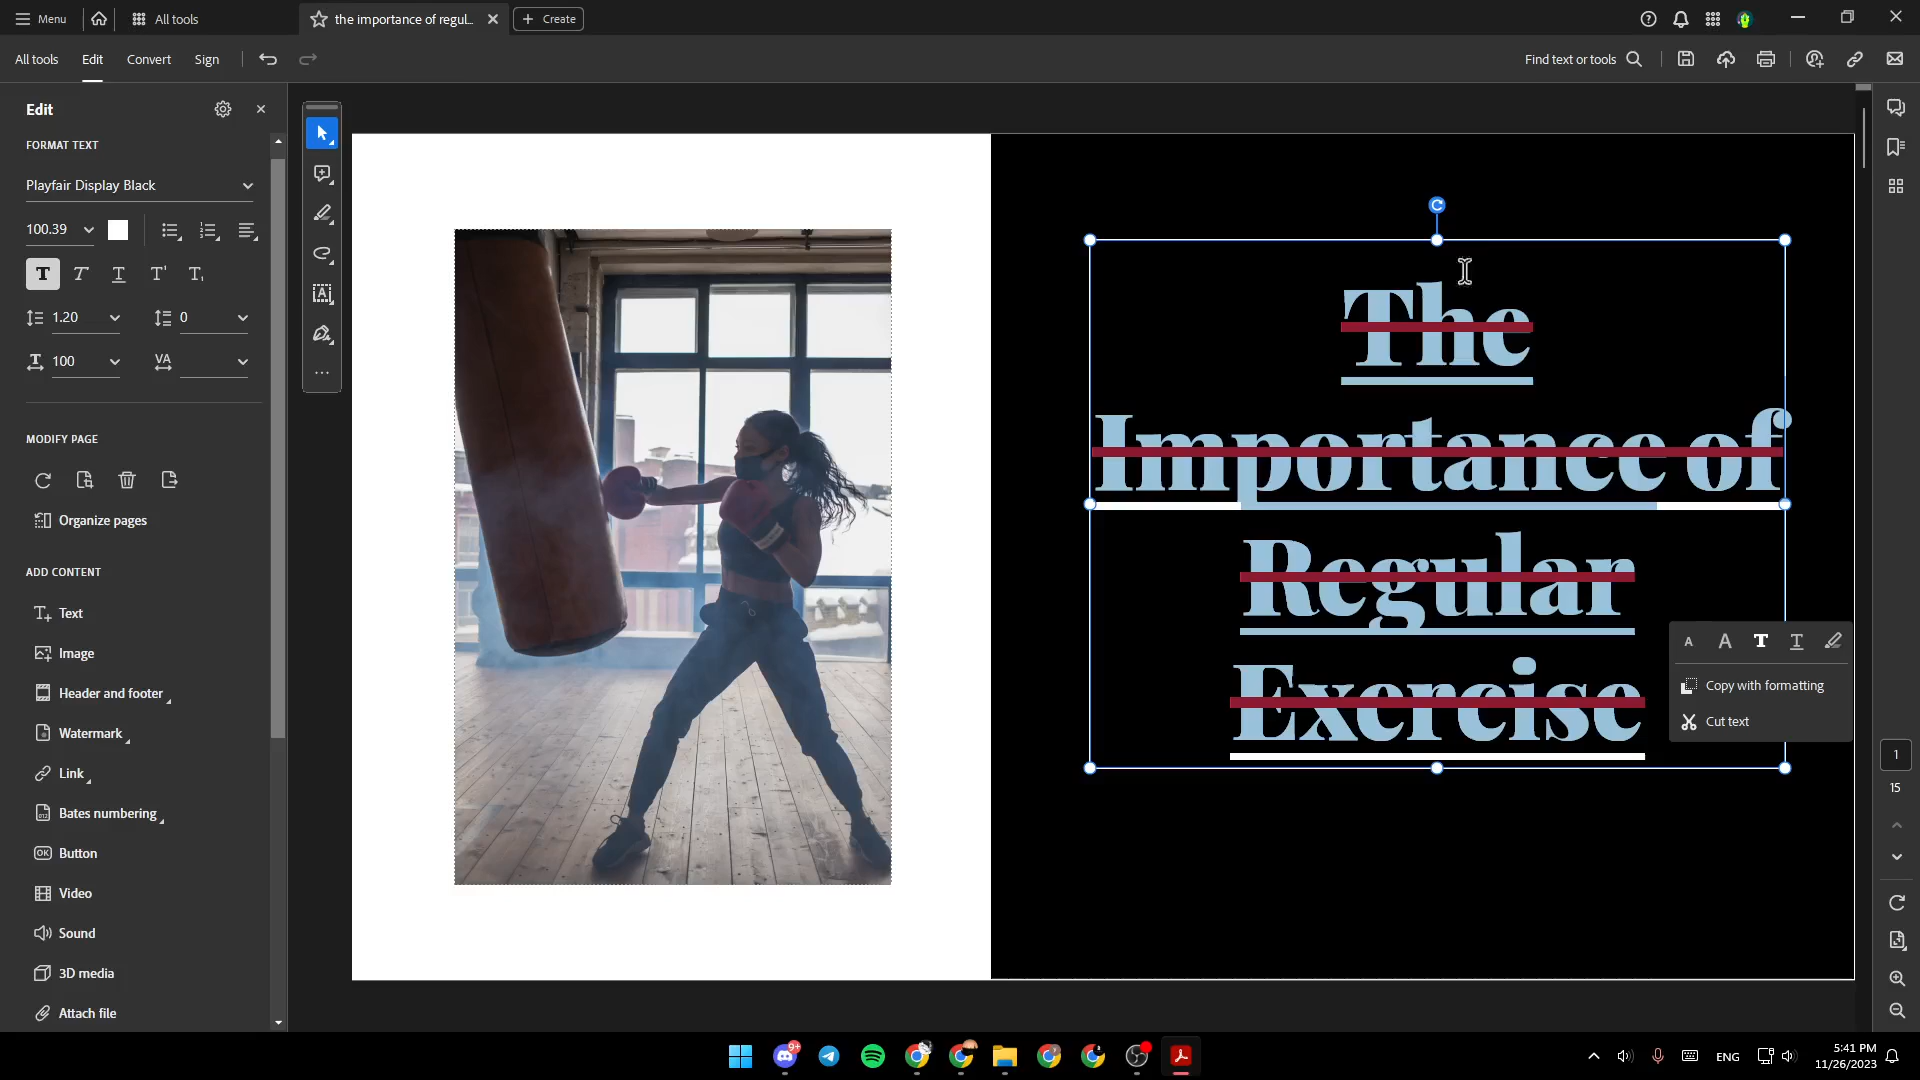 Menu
All tools
the importance of regul...
Create
All tools
Edit
Convert
Sign
Find text or tools
Edit
FORMAT TEXT
Playfair Display Black
100.39
1.20
0
100
VA
MODIFY PAGE
Organize pages
ADD CONTENT
Text
Image
Header and footer
Watermark
Link
Bates numbering
OK Button
Video
Sound
3D media
Attach file
The
Importance of
Regular
Exercise
Copy with formatting
Cut text
1
15
9+
ENG
5:41 PM
11/26/2023